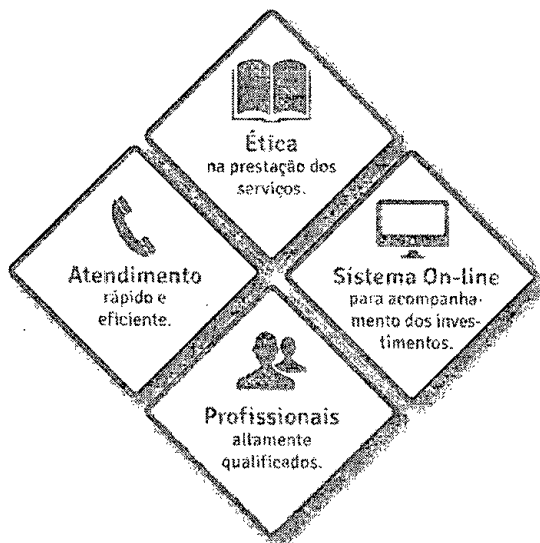 Ética
na prestação dos
serviços.
Atendimento
rápido e
eficiente.
Sistema On-line
para acompanha-
mento dos inves-
timentos.
Profissionais
altamente
qualificados.